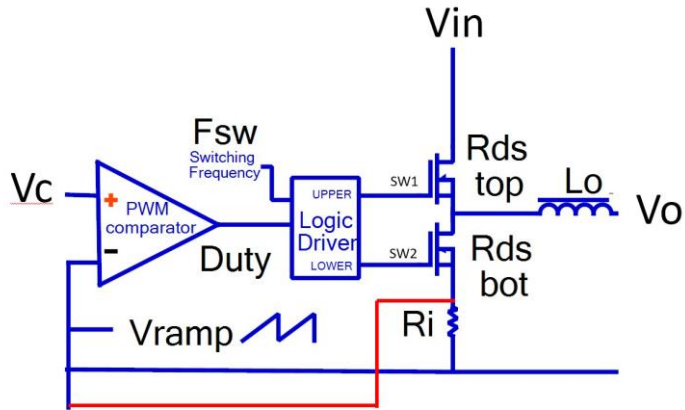 Vin
Fsw
Switching
Frequency
Vc
+
PWM
comparator
-
Duty
UPPER
Logic
Driver
LOWER
SW1
SW2
Rds
top
Lo
Vo
Rds
bot
Ri
Vramp